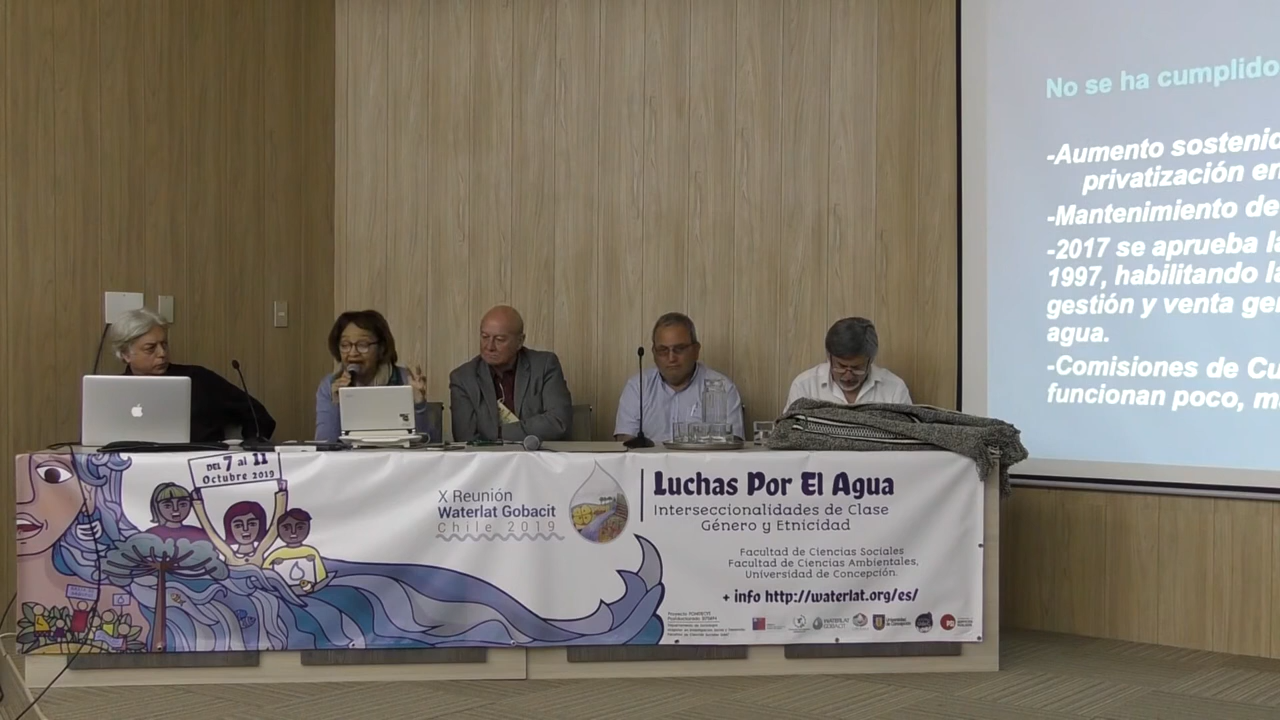 No se ha cumplido
-Aumento sostenic
privatización en
-Mantenimiento de
-2017 se aprueba la
1997, habilitando la
gestión y venta ge
agua.
-Comisiones de Cu
funcionan poco, m
DEL 7 al 11
Octubre 2019
X Reunión
Waterlat Gobacit
Chile 2019
Luchas Por El Agua
Interseccionalidades de Clase
Género y Etnicidad
Facultad de Ciencias Sociales
Facultad de Ciencias Ambientales,
Universidad de Concepción.
+ info http://waterlat.org/es/
WATERLAT
GOBACIT